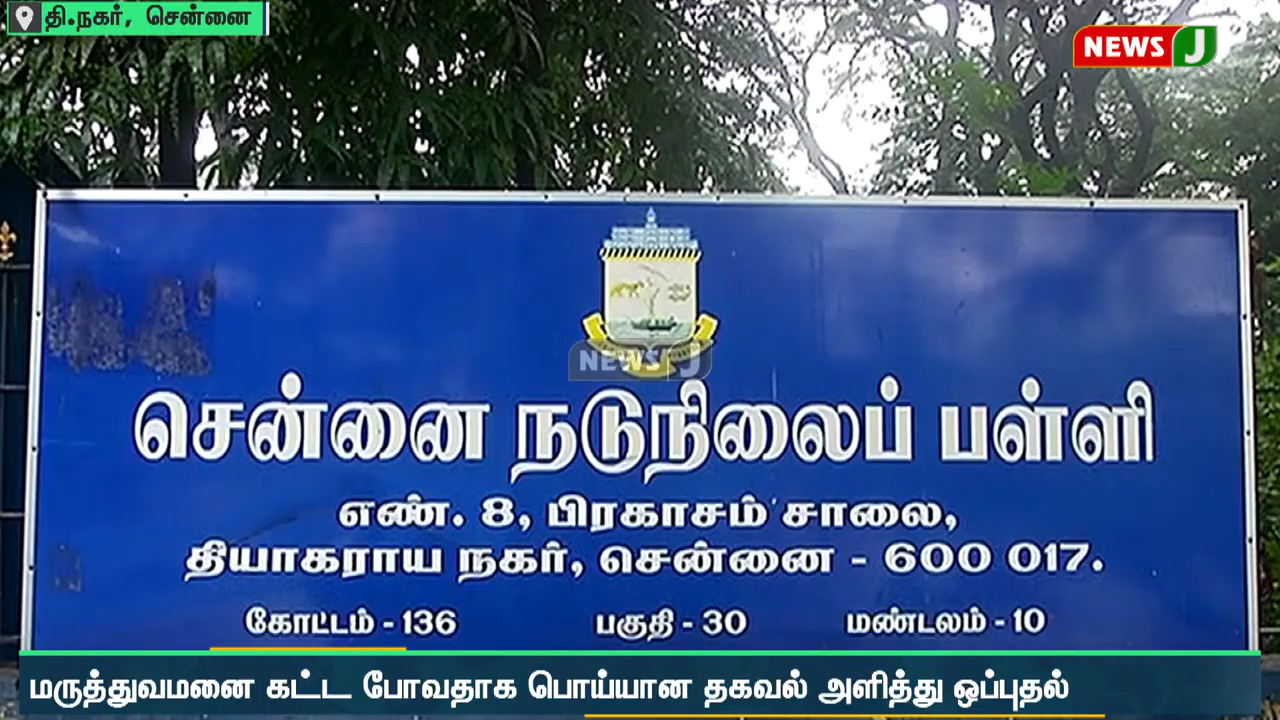 தி.நகர், சென்னை
NEWS J
NEWS J
சென்னை நடுநிலைப் பள்ளி
எண். 8, பிரகாசம் சாலை,
தியாகராய நகர், சென்னை - 600 017.
கோட்டம் - 136 பகுதி - 30 மண்டலம் - 10
மருத்துவமனை கட்ட போவதாக பொய்யான தகவல் அளித்து ஒப்புதல்